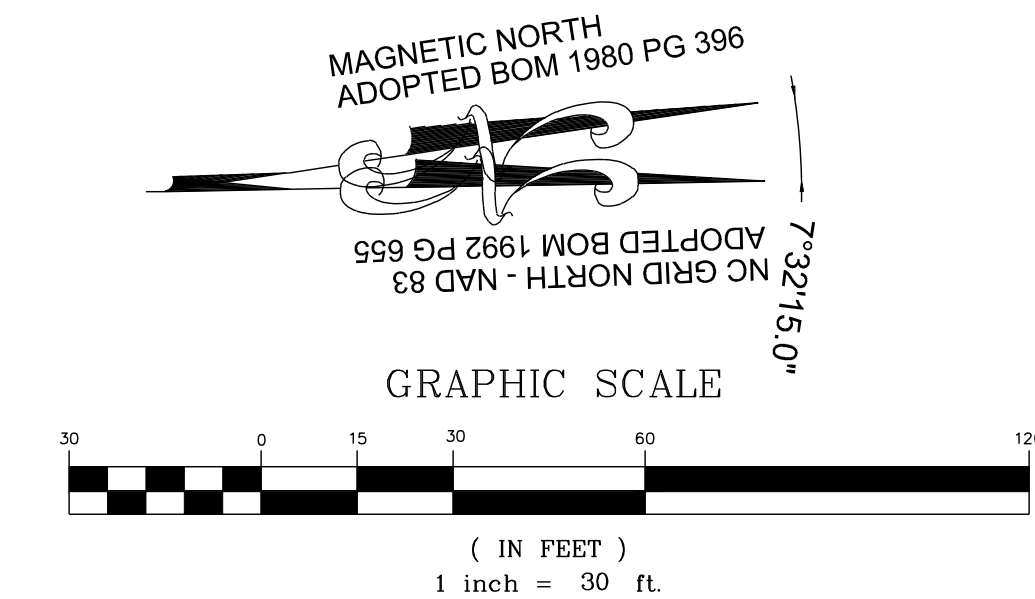 MAGNETIC NORTH
ADOPTED BOM 1980 PG 396
NC GRID NORTH - NAD 83
ADOPTED BOM 1992 PG 655
7°32'15.0"
GRAPHIC SCALE
30 0 15 30 60
( IN FEET )
1 inch = 30 ft.